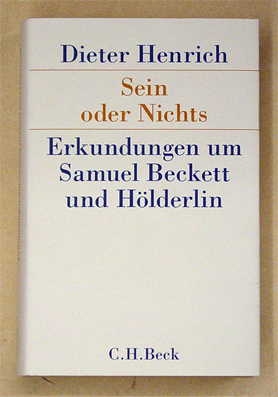 Dieter Henrich
Sein
oder Nichts
Erkundungen um
Samuel Beckett
und Hölderlin
C.H.Beck